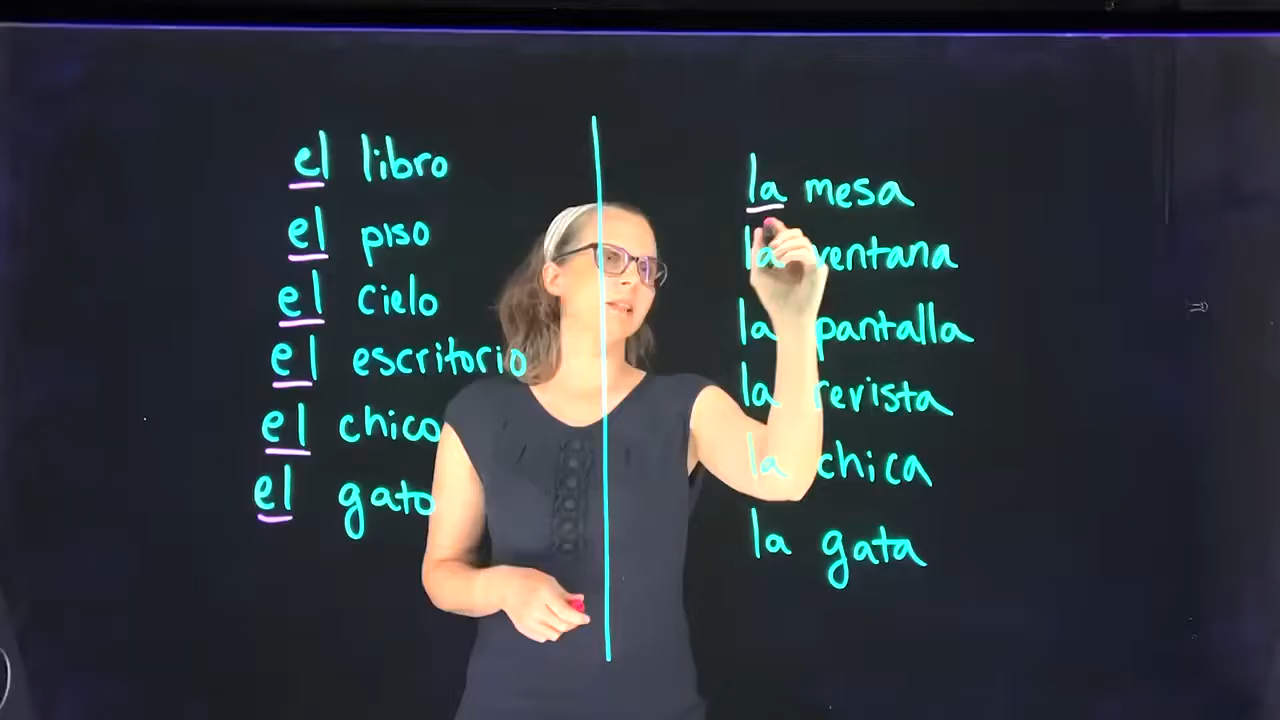 el libro
el piso
el cielo
el escritorio
el chico
el gato
la mesa
la ventana
la pantalla
la revista
la chica
la gata